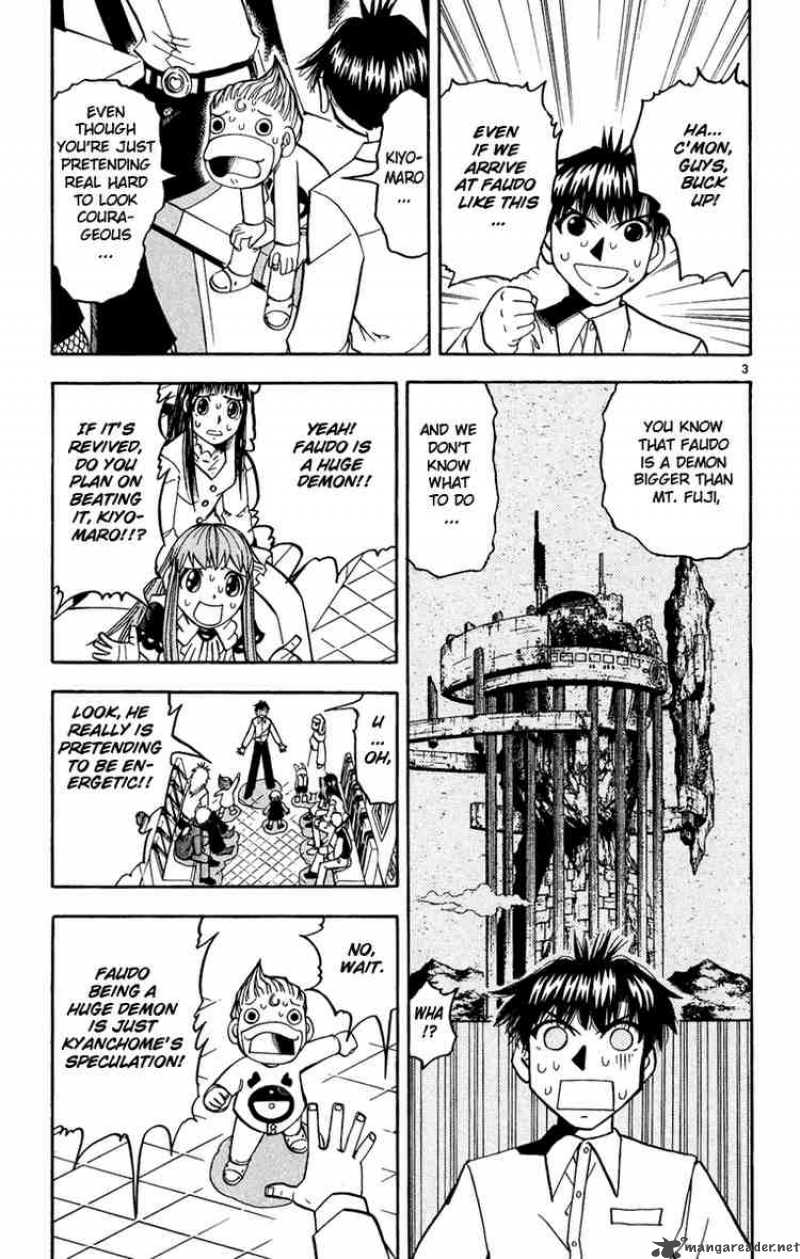 HA...
C'MON,
GUYS,
BUCK
UP!
EVEN
IF WE
ARRIVE
AT FAUDO
LIKE THIS
...
KIYO-
MARO
...
EVEN
THOUGH
YOU'RE JUST
PRETENDING
REAL HARD
TO LOOK
COURA-
GEOUS
...
3
YOU KNOW
THAT FAUDO
IS A DEMON
BIGGER THAN
MT. FUJI,
AND WE
DON'T
KNOW
WHAT
TO DO
...
WHA
!?
YEAH!
FAUDO IS
A HUGE
DEMON!!
IF IT'S
REVIVED,
DO YOU
PLAN ON
BEATING
IT, KIYO-
MARO!!?
U
...
OH,
LOOK, HE
REALLY IS
PRETENDING
TO BE EN-
ERGETIC!!
NO,
WAIT.
FAUDO
BEING A
HUGE DEMON
IS JUST
KYANCHOME'S
SPECULATION!
mangareader.net